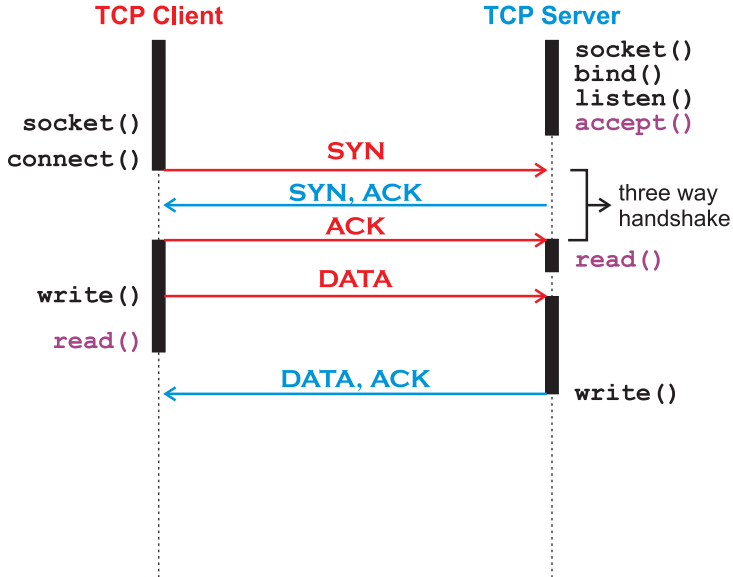 TCP Client
TCP Server
socket()
bind()
listen()
accept()
socket()
connect()
SYN
SYN, ACK
three way
handshake
ACK
read()
DATA
write()
read()
DATA, ACK
write()